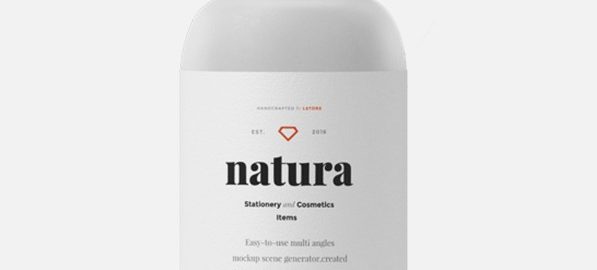 HANDCRAFTED By LSTORE
EST. 2016
natura
Stationery and Cosmetics
Items
Easy-to-use multi angles
mockup scene generator.created